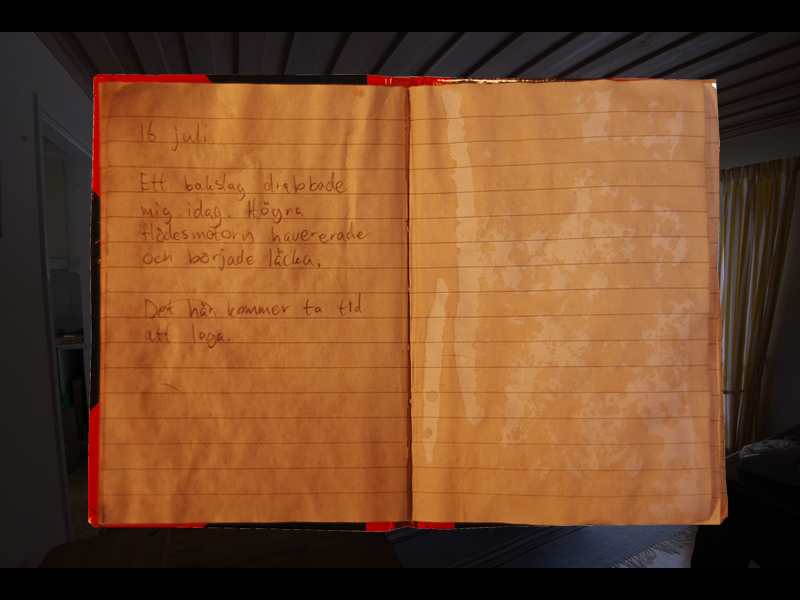 16 juli
Ett bakslag drabbade
mig idag. Högra
flödesmotorn havererade
och började läcka.
Det här kommer ta tid
att laga.